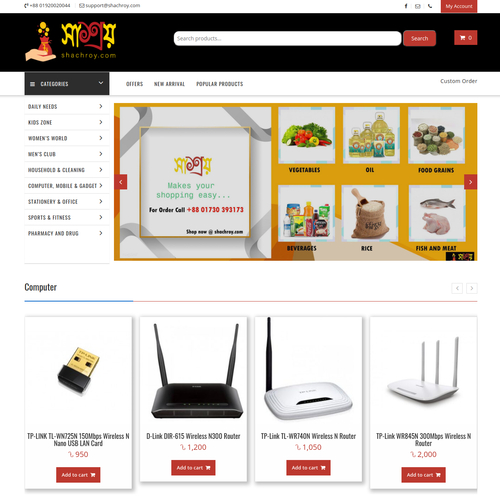 +88 01920020044 support@shachroy.com My Account
সাশ্রয়
shachroy.com
Search products... Search 0
CATEGORIES OFFERS NEW ARRIVAL POPULAR PRODUCTS Custom Order
DAILY NEEDS
KIDS ZONE
WOMEN'S WORLD
MEN'S CLUB
HOUSEHOLD & CLEANING
COMPUTER, MOBILE & GADGET
STATIONERY & OFFICE
SPORTS & FITNESS
PHARMACY AND DRUG
সাশ্রয়
Makes your
shopping easy...
For Order Call +88 01730 393173
Shop now @ shachroy.com
VEGETABLES OIL FOOD GRAINS
BEVERAGES RICE FISH AND MEAT
Computer
TP-LINK TL-WN725N 150Mbps Wireless N
Nano USB LAN Card
৳ 950
Add to cart
D-Link DIR-615 Wireless N300 Router
৳ 1,200
Add to cart
TP-Link TL-WR740N Wireless N Router
৳ 1,050
Add to cart
TP-Link WR845N 300Mbps Wireless N
Router
৳ 2,000
Add to cart